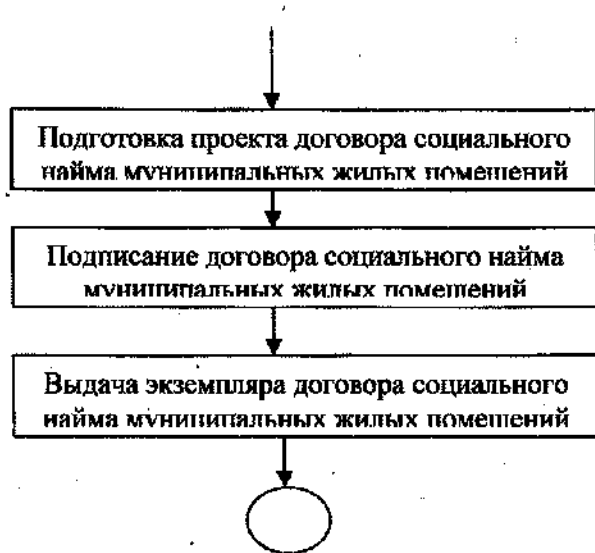 Подготовка проекта договора социального
найма муниципальных жилых помещений
Подписание договора социального найма
муниципальных жилых помещений
Выдача экземпляра договора социального
найма муниципальных жилых помещений